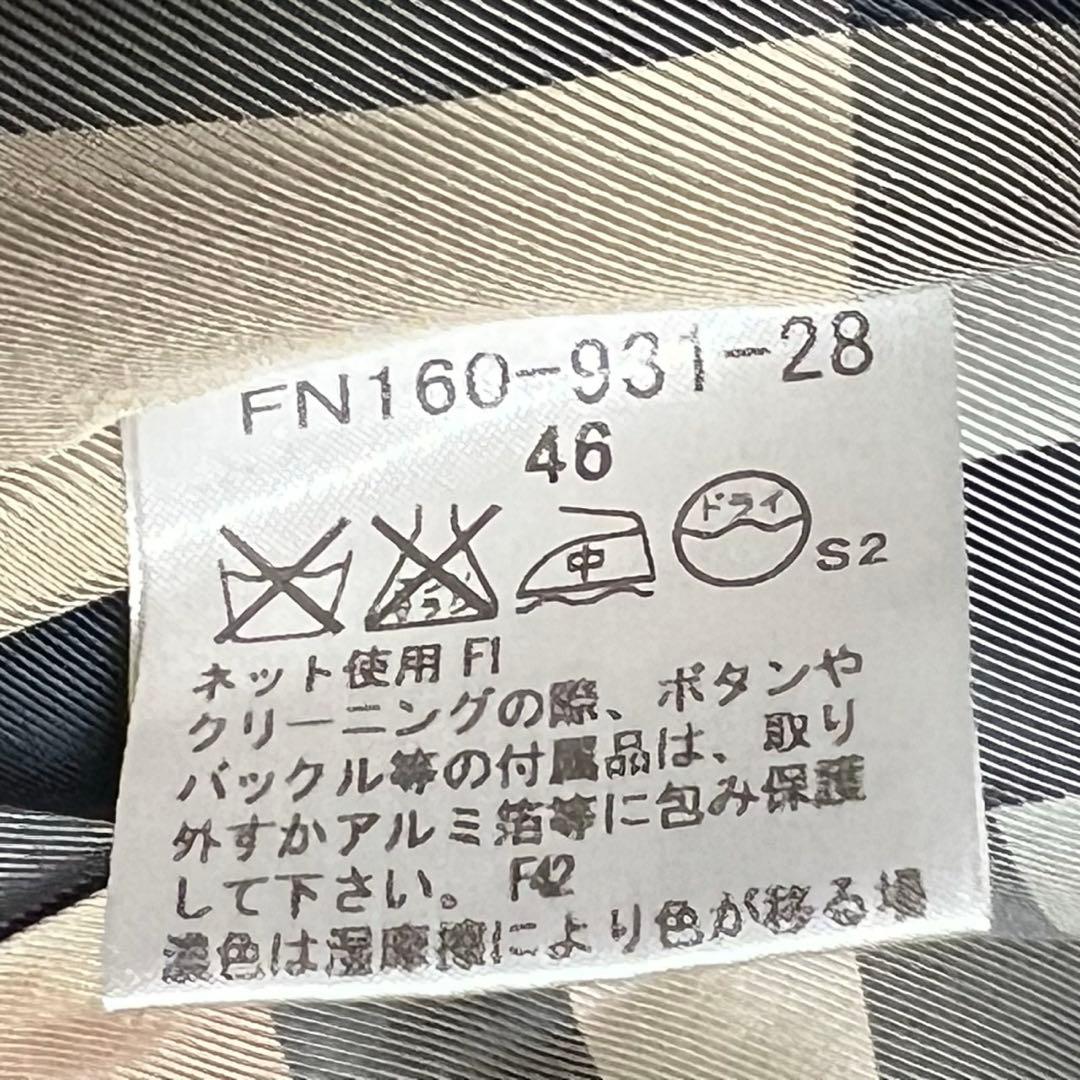 FN160-931-28
46
中 ドライ S2
ネット使用 F1
クリーニングの際、ボタンや
バックル等の付属品は、取り
外すかアルミ箔等に包み保護
して下さい。 F42
濃色は湿摩擦により色が移る場